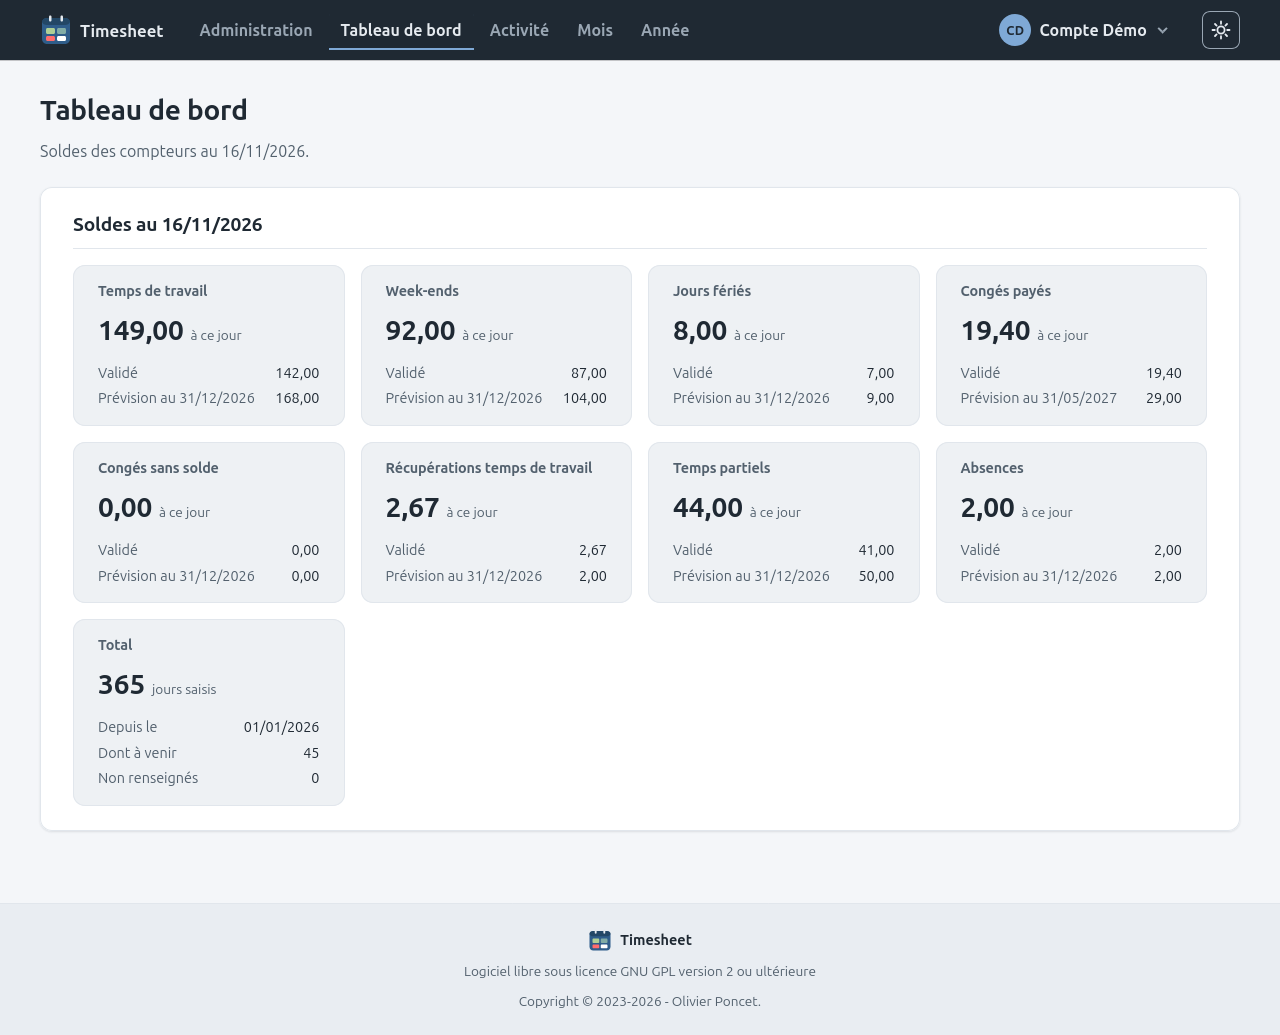 Timesheet
Administration
Tableau de bord
Activité
Mois
Année
CD
Compte Démo
Tableau de bord
Soldes des compteurs au 16/11/2026.
Soldes au 16/11/2026
Temps de travail
149,00 à ce jour
Validé 142,00
Prévision au 31/12/2026 168,00
Week-ends
92,00 à ce jour
Validé 87,00
Prévision au 31/12/2026 104,00
Jours fériés
8,00 à ce jour
Validé 7,00
Prévision au 31/12/2026 9,00
Congés payés
19,40 à ce jour
Validé 19,40
Prévision au 31/05/2027 29,00
Congés sans solde
0,00 à ce jour
Validé 0,00
Prévision au 31/12/2026 0,00
Récupérations temps de travail
2,67 à ce jour
Validé 2,67
Prévision au 31/12/2026 2,00
Temps partiels
44,00 à ce jour
Validé 41,00
Prévision au 31/12/2026 50,00
Absences
2,00 à ce jour
Validé 2,00
Prévision au 31/12/2026 2,00
Total
365 jours saisis
Depuis le 01/01/2026
Dont à venir 45
Non renseignés 0
Timesheet
Logiciel libre sous licence GNU GPL version 2 ou ultérieure
Copyright © 2023-2026 - Olivier Poncet.